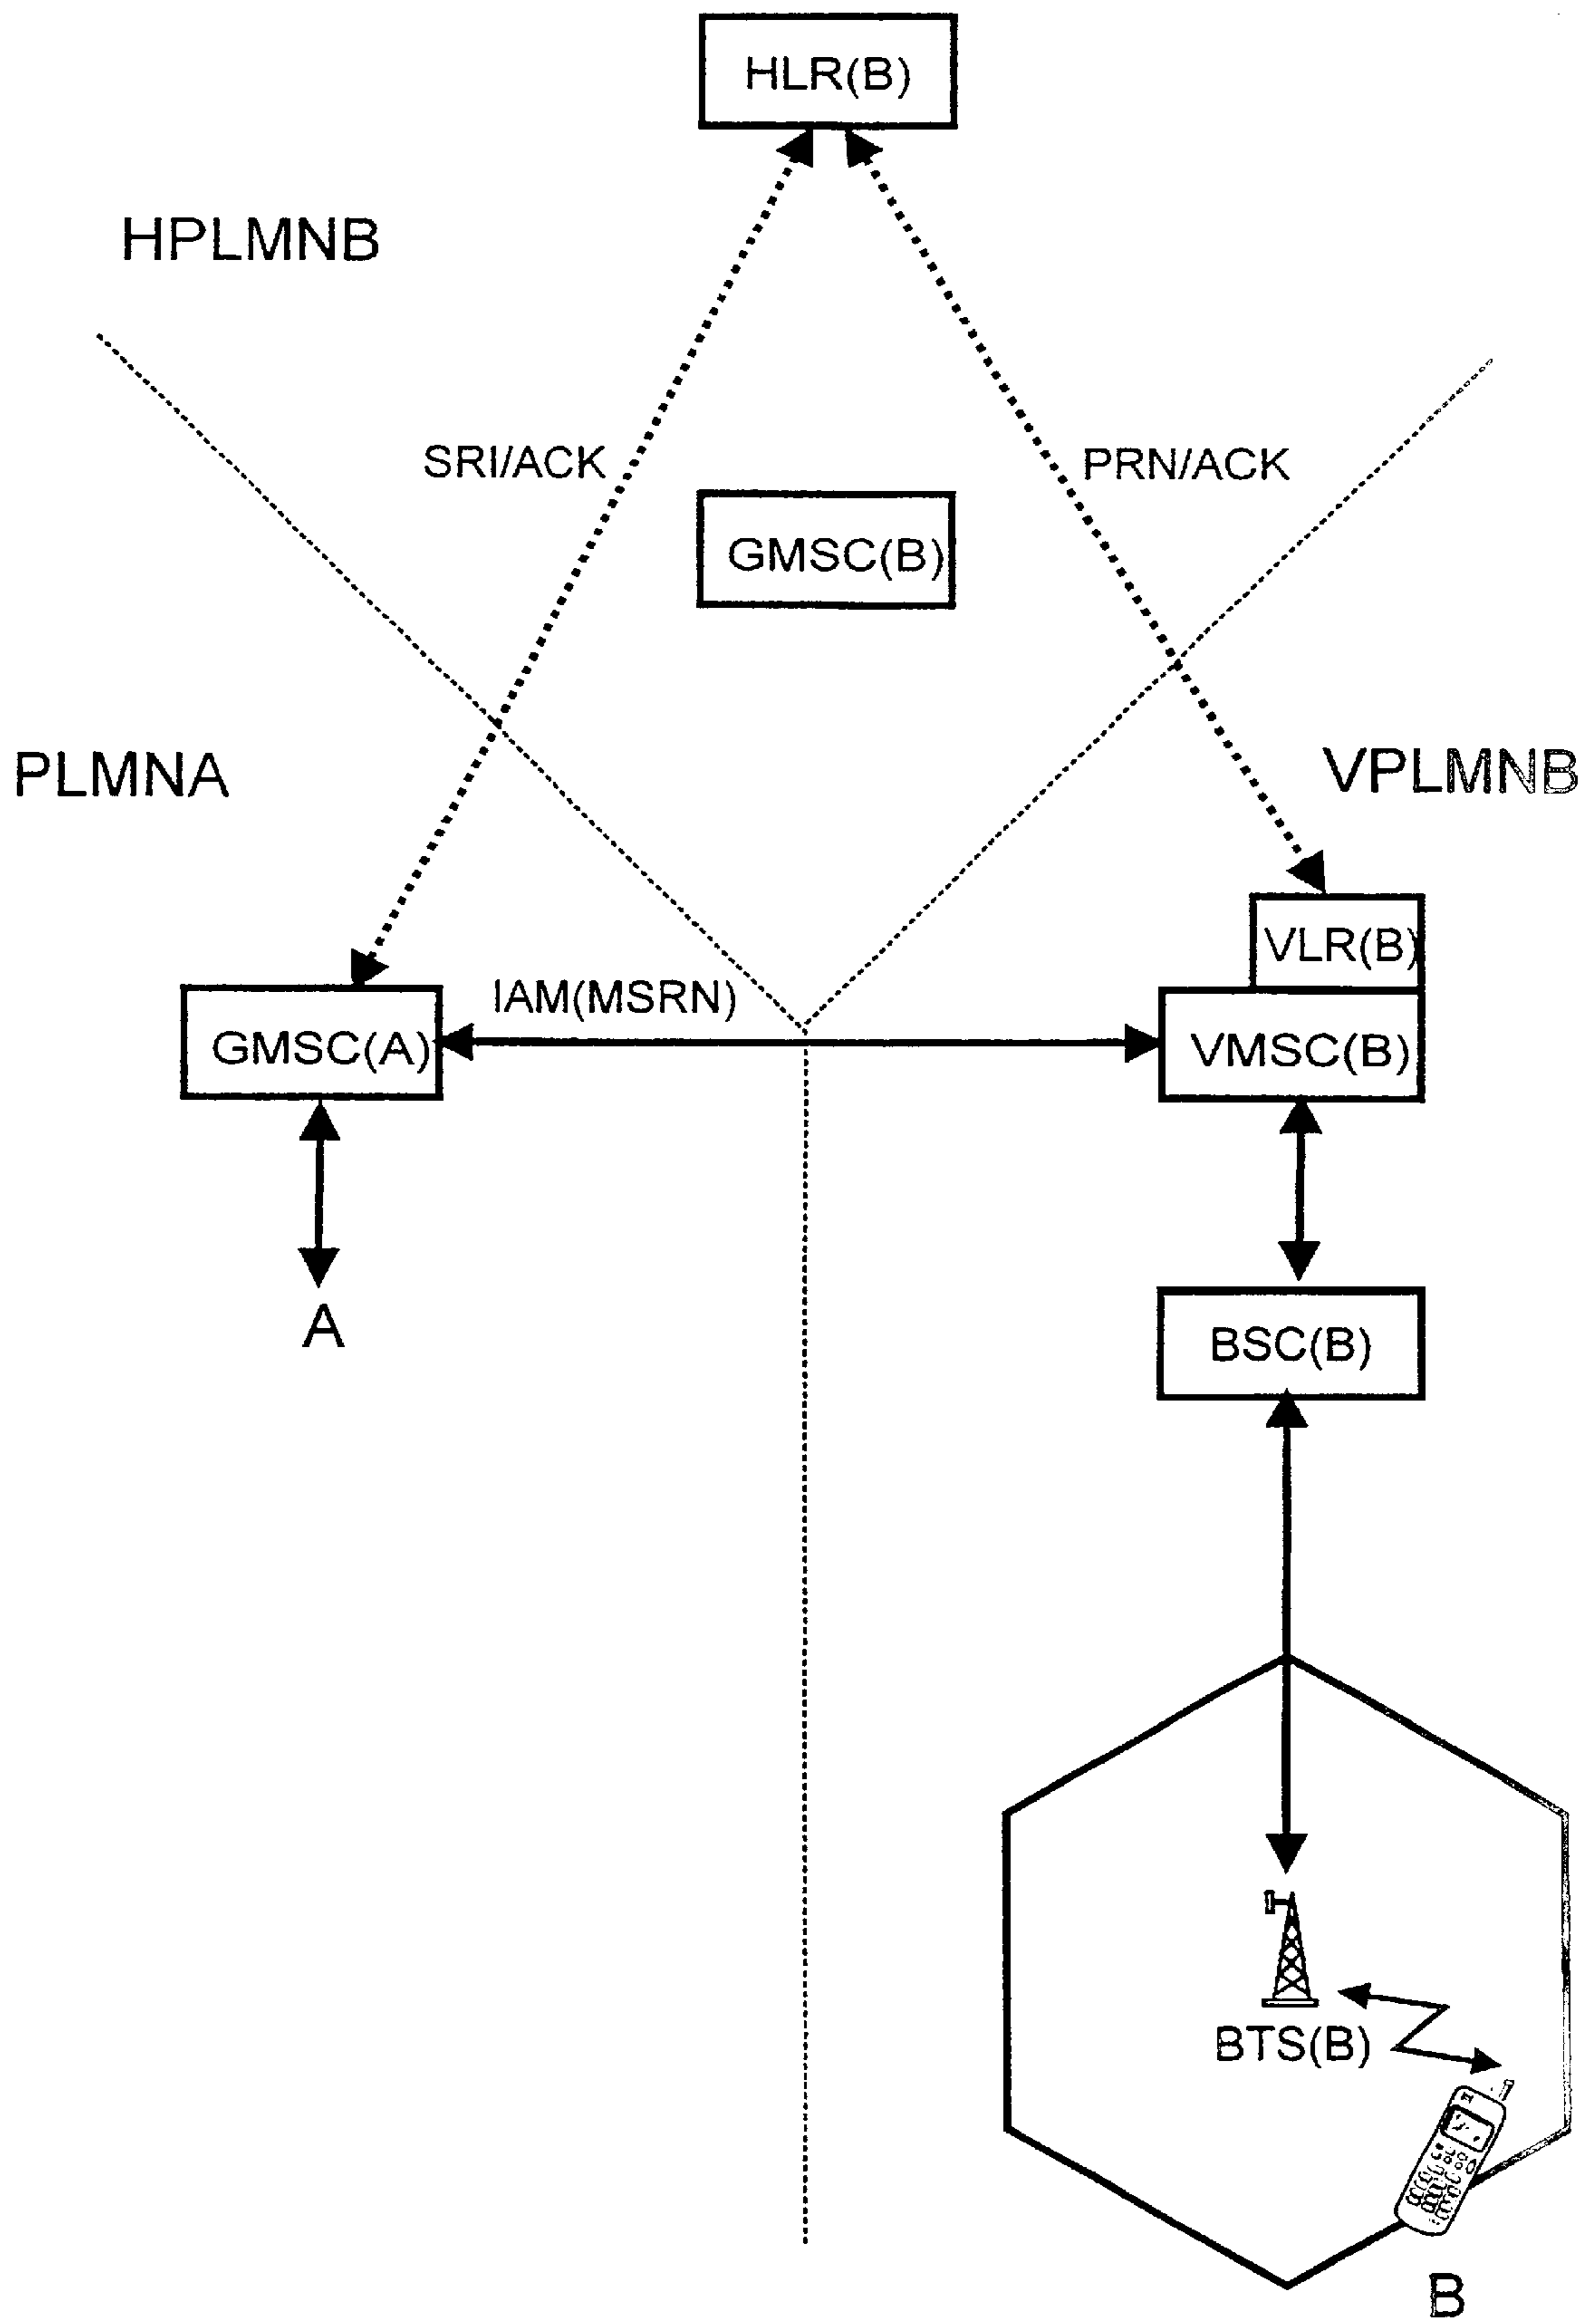 HLR(B)
HPLMNB
SRI/ACK
PRN/ACK
GMSC(B)
PLMNA
VPLMNB
VLR(B)
IAM(MSRN)
GMSC(A)
VMSC(B)
A
BSC(B)
BTS(B)
B